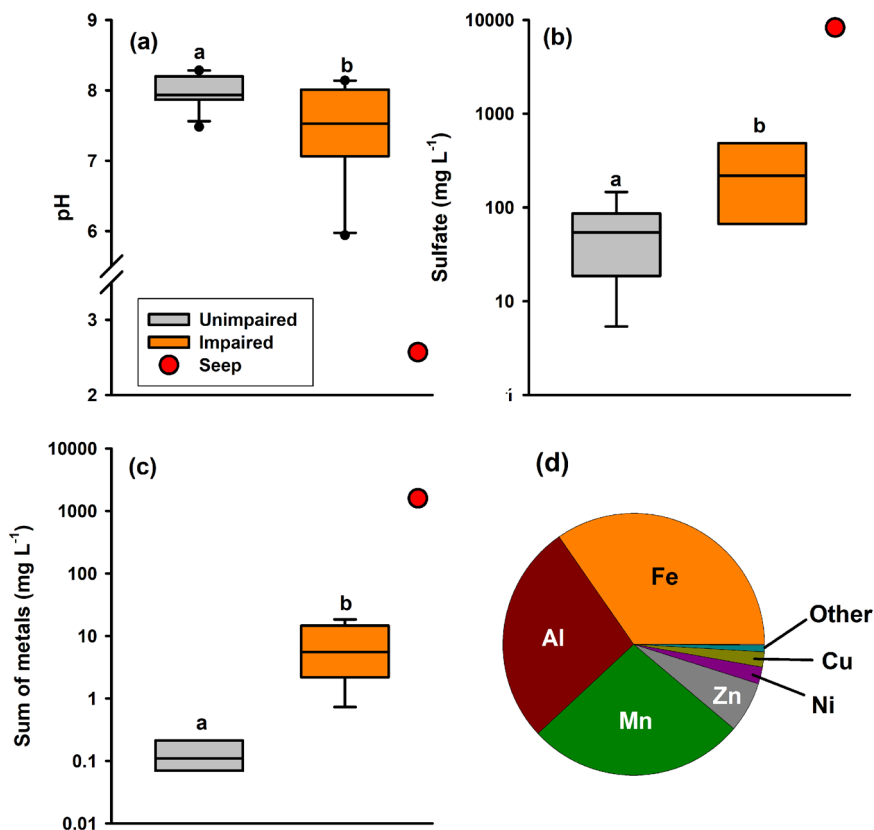 (a)
9
8
7
6
3
2
pH
a
b
Unimpaired
Impaired
Seep
(b)
10000
1000
100
10
1
Sulfate (mg L⁻¹)
a
b
(c)
10000
1000
100
10
1
0.1
0.01
Sum of metals (mg L⁻¹)
a
b
(d)
Fe
Al
Mn
Zn
Other
Cu
Ni